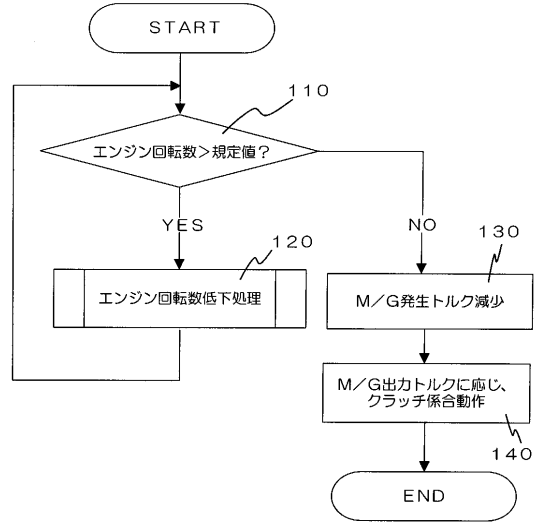 START
110
エンジン回転数>規定値?
YES
NO
120
エンジン回転数低下処理
130
M/G発生トルク減少
M/G出力トルクに応じ、
クラッチ係合動作
140
END